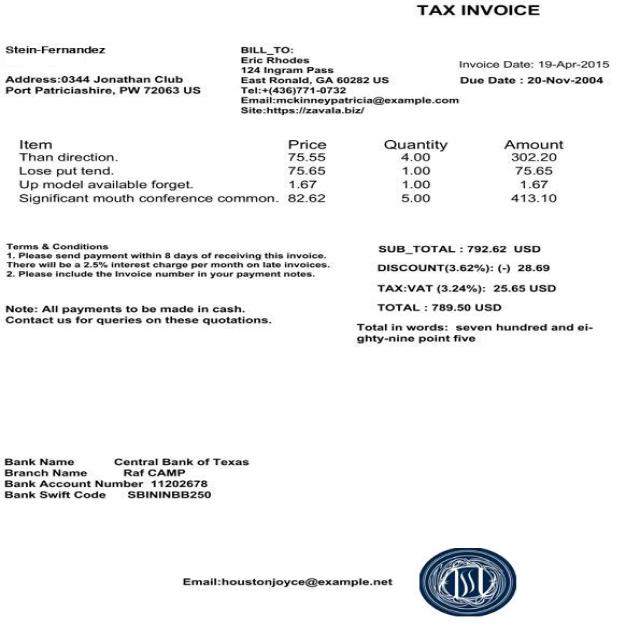 TAX INVOICE
Stein-Fernandez
Address:0344 Jonathan Club
Port Patriciashire, PW 72063 US
BILL_TO:
Eric Rhodes
124 Ingram Pass
East Ronald, GA 60282 US
Tel:+(436)771-0732
Email:mckinneypatricia@example.com
Site:https://zavala.biz/
Invoice Date: 19-Apr-2015
Due Date : 20-Nov-2004
Item Price Quantity Amount
Than direction. 75.55 4.00 302.20
Lose put tend. 75.65 1.00 75.65
Up model available forget. 1.67 1.00 1.67
Significant mouth conference common. 82.62 5.00 413.10
Terms & Conditions
1. Please send payment within 8 days of receiving this invoice.
There will be a 2.5% interest charge per month on late invoices.
2. Please include the Invoice number in your payment notes.
Note: All payments to be made in cash.
Contact us for queries on these quotations.
SUB_TOTAL : 792.62 USD
DISCOUNT(3.62%): (-) 28.69
TAX:VAT (3.24%): 25.65 USD
TOTAL : 789.50 USD
Total in words: seven hundred and ei-
ghty-nine point five
Bank Name Central Bank of Texas
Branch Name Raf CAMP
Bank Account Number 11202678
Bank Swift Code SBININBB250
Email:houstonjoyce@example.net